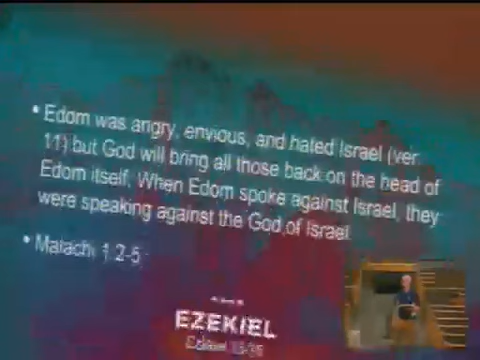 • Edom was angry, envious, and hated Israel (ver.
11) but God will bring all those back on the head of
Edom itself. When Edom spoke against Israel, they
were speaking against the God of Israel.
• Malachi 1:2-5
EZEKIEL